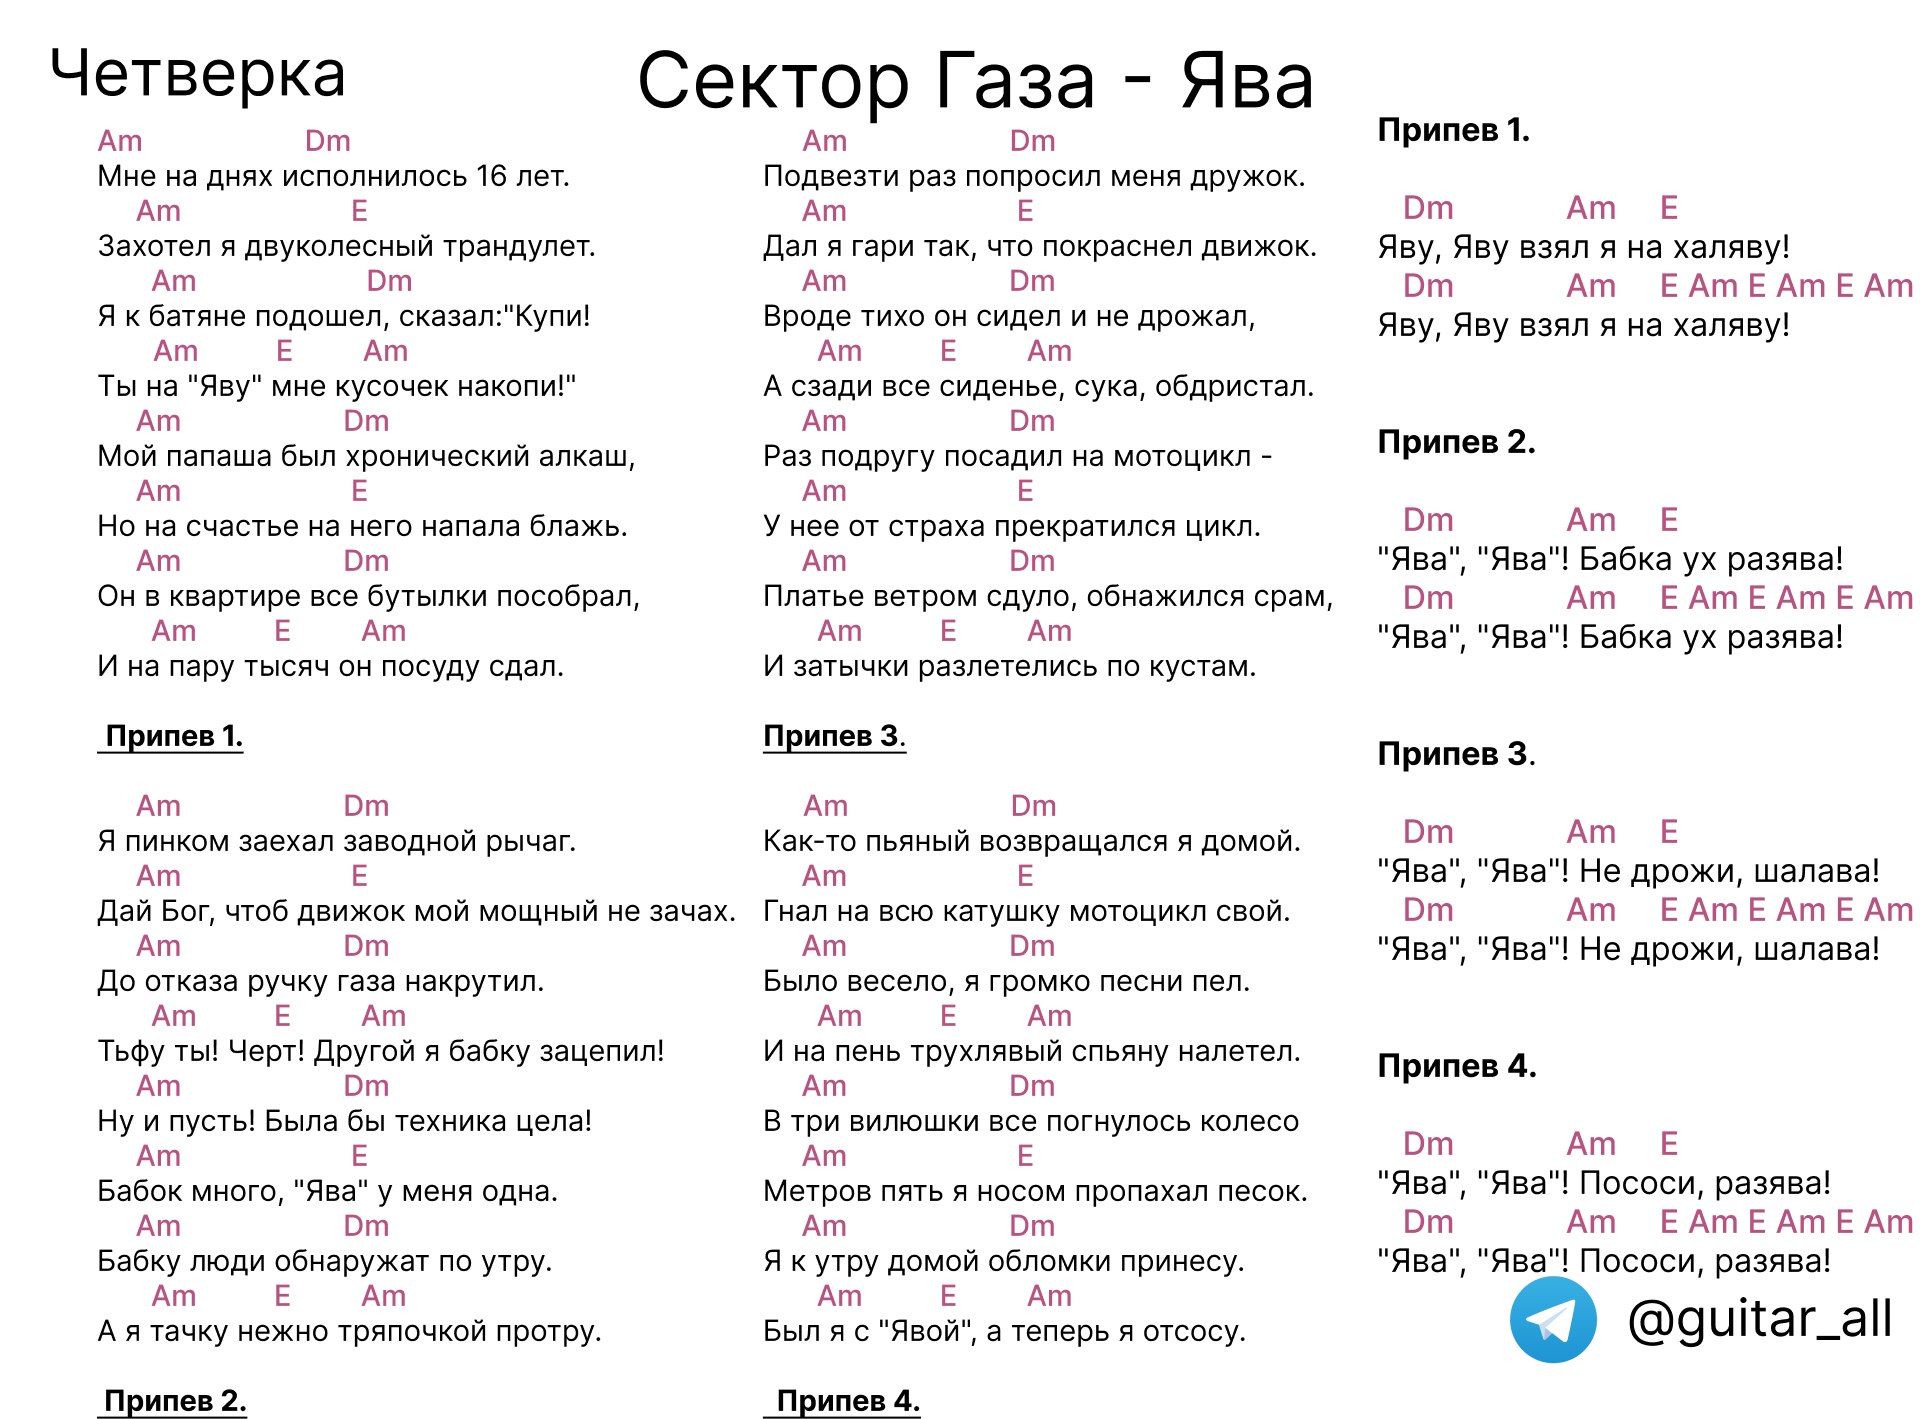 Четверка
Сектор Газа - Ява
Am Dm
Мне на днях исполнилось 16 лет.
Am E
Захотел я двуколесный трандулет.
Am Dm
Я к батяне подошел, сказал:"Купи!
Am E Am
Ты на "Яву" мне кусочек накопи!"
Am Dm
Мой папаша был хронический алкаш,
Am E
Но на счастье на него напала блажь.
Am Dm
Он в квартире все бутылки пособрал,
Am E Am
И на пару тысяч он посуду сдал.
Припев 1.
Am Dm
Я пинком заехал заводной рычаг.
Am E
Дай Бог, чтоб движок мой мощный не зачах.
Am Dm
До отказа ручку газа накрутил.
Am E Am
Тьфу ты! Черт! Другой я бабку зацепил!
Am Dm
Ну и пусть! Была бы техника цела!
Am E
Бабок много, "Ява" у меня одна.
Am Dm
Бабку люди обнаружат по утру.
Am E Am
А я тачку нежно тряпочкой протру.
Припев 2.
Am Dm
Подвезти раз попросил меня дружок.
Am E
Дал я гари так, что покраснел движок.
Am Dm
Вроде тихо он сидел и не дрожал,
Am E Am
А сзади все сиденье, сука, обдристал.
Am Dm
Раз подругу посадил на мотоцикл -
Am E
У нее от страха прекратился цикл.
Am Dm
Платье ветром сдуло, обнажился срам,
Am E Am
И затычки разлетелись по кустам.
Припев 3.
Am Dm
Как-то пьяный возвращался я домой.
Am E
Гнал на всю катушку мотоцикл свой.
Am Dm
Было весело, я громко песни пел.
Am E Am
И на пень трухлявый спьяну налетел.
Am Dm
В три вилюшки все погнулось колесо
Am E
Метров пять я носом пропахал песок.
Am Dm
Я к утру домой обломки принесу.
Am E Am
Был я с "Явой", а теперь я отсосу.
Припев 4.
Припев 1.
Dm Am E
Яву, Яву взял я на халяву!
Dm Am E Am E Am E Am
Яву, Яву взял я на халяву!
Припев 2.
Dm Am E
"Ява", "Ява"! Бабка ух разява!
Dm Am E Am E Am E Am
"Ява", "Ява"! Бабка ух разява!
Припев 3.
Dm Am E
"Ява", "Ява"! Не дрожи, шалава!
Dm Am E Am E Am E Am
"Ява", "Ява"! Не дрожи, шалава!
Припев 4.
Dm Am E
"Ява", "Ява"! Пососи, разява!
Dm Am E Am E Am E Am
"Ява", "Ява"! Пососи, разява!
@guitar_all